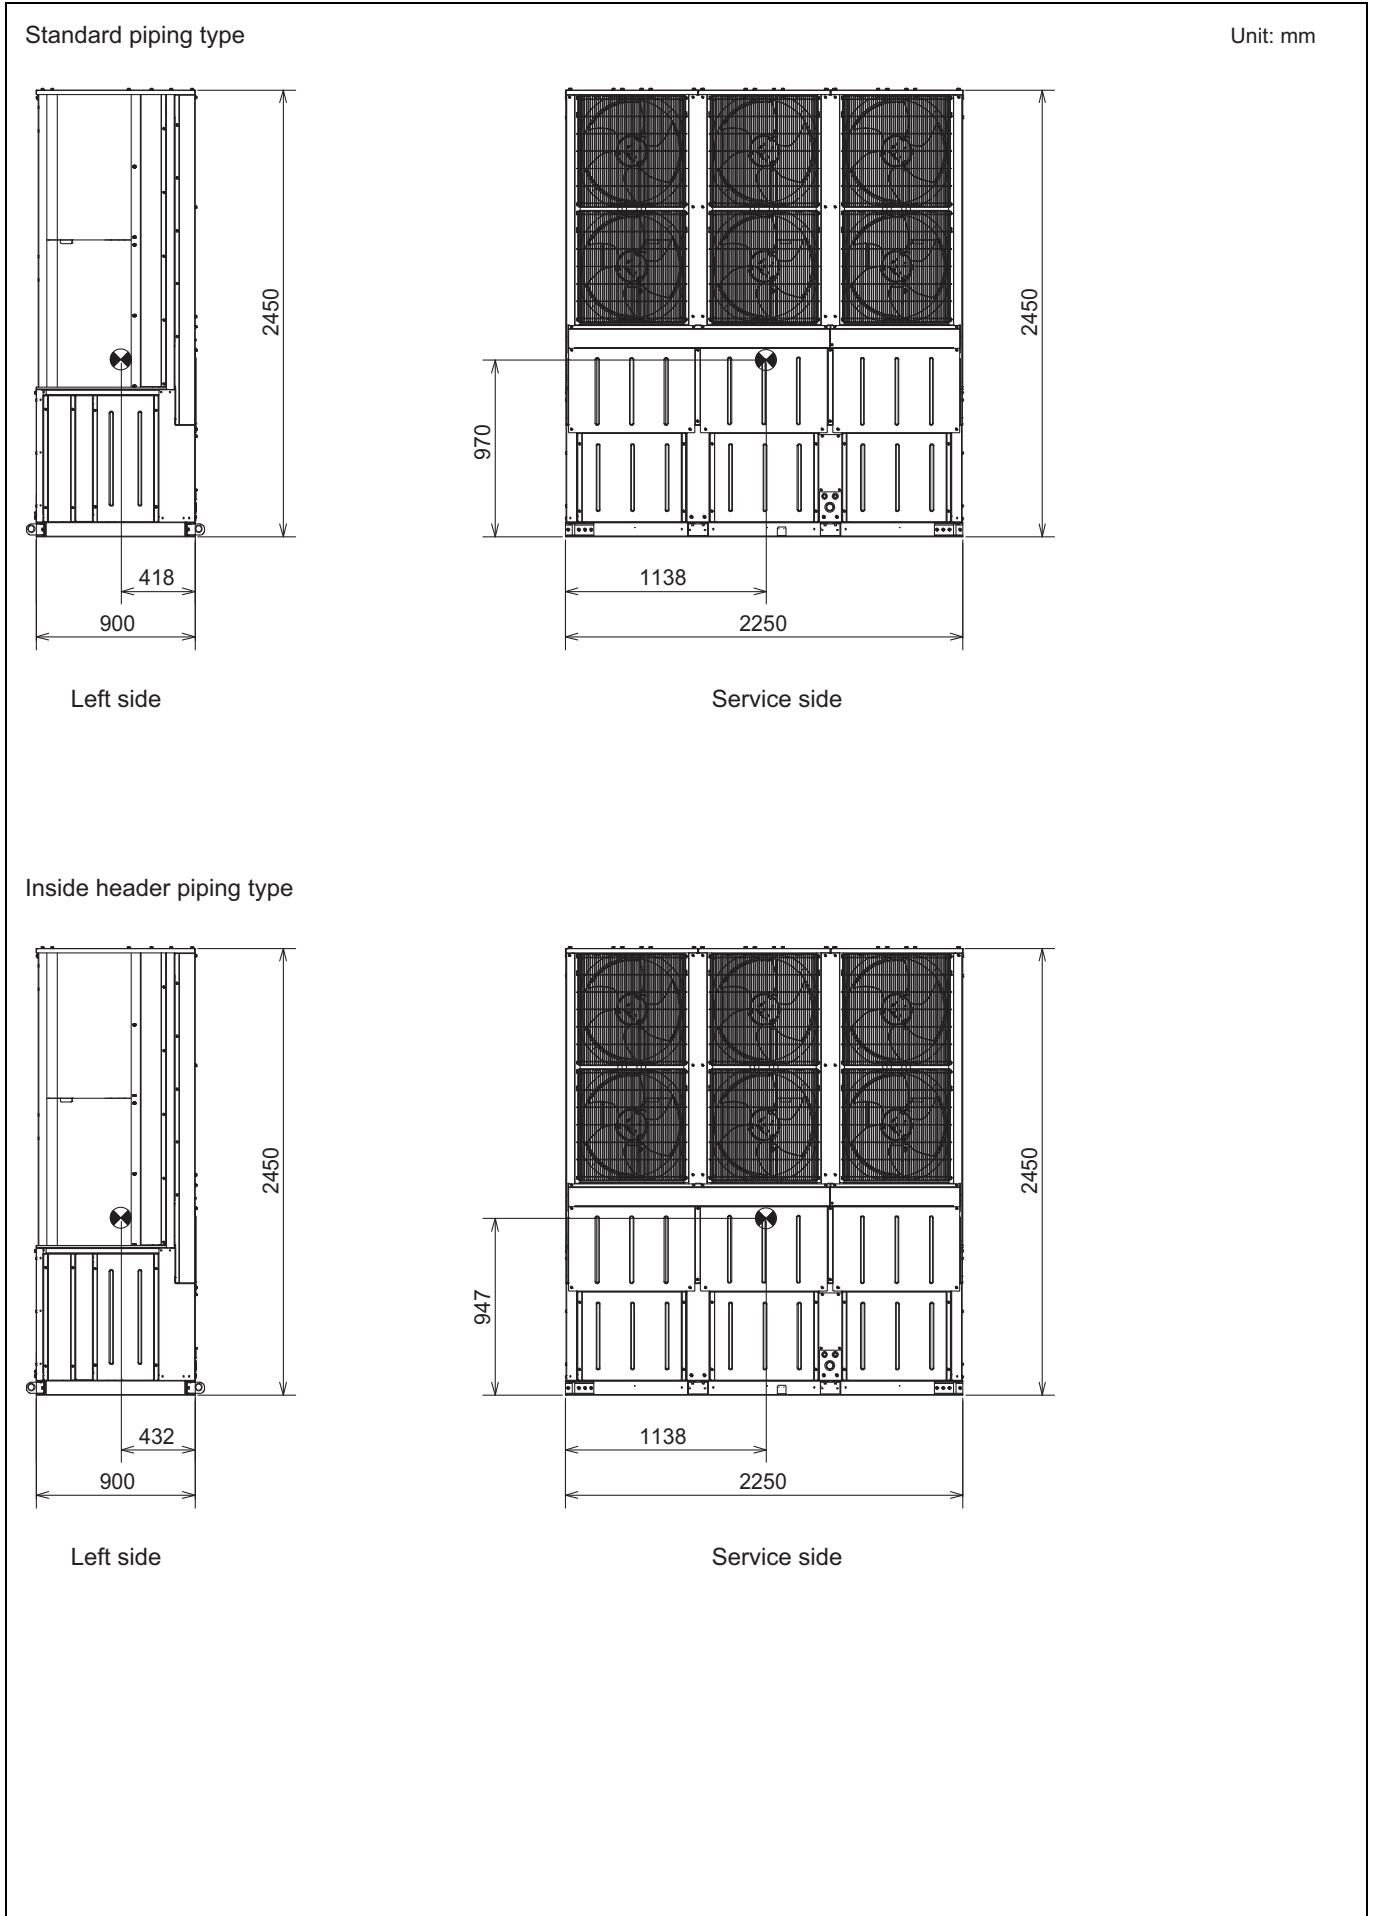 Standard piping type
Unit: mm
2450
418
900
Left side
2450
970
1138
2250
Service side
Inside header piping type
2450
432
900
Left side
2450
947
1138
2250
Service side